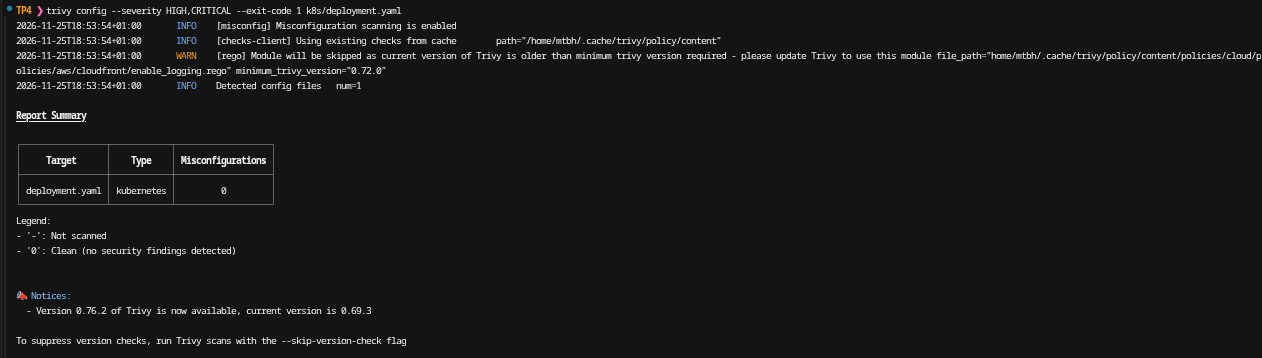 TP4 ❯ trivy config --severity HIGH,CRITICAL --exit-code 1 k8s/deployment.yaml
2026-11-25T18:53:54+01:00 INFO [misconfig] Misconfiguration scanning is enabled
2026-11-25T18:53:54+01:00 INFO [checks-client] Using existing checks from cache path="/home/mtbh/.cache/trivy/policy/content"
2026-11-25T18:53:54+01:00 WARN [rego] Module will be skipped as current version of Trivy is older than minimum trivy version required - please update Trivy to use this module file_path="home/mtbh/.cache/trivy/policy/content/policies/cloud/p
olicies/aws/cloudfront/enable_logging.rego" minimum_trivy_version="0.72.0"
2026-11-25T18:53:54+01:00 INFO Detected config files num=1
Report Summary
Target Type Misconfigurations
deployment.yaml kubernetes 0
Legend:
- '-': Not scanned
- '0': Clean (no security findings detected)
📣 Notices:
- Version 0.76.2 of Trivy is now available, current version is 0.69.3
To suppress version checks, run Trivy scans with the --skip-version-check flag